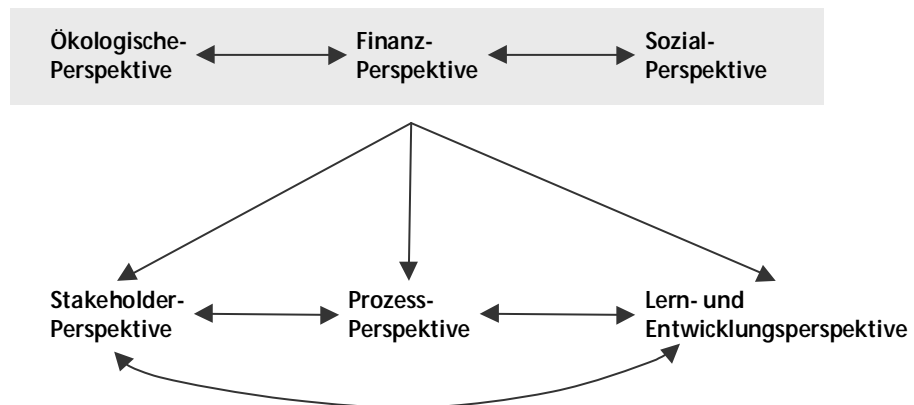 Ökologische-
Perspektive
Finanz-
Perspektive
Sozial-
Perspektive
Stakeholder-
Perspektive
Prozess-
Perspektive
Lern- und
Entwicklungsperspektive